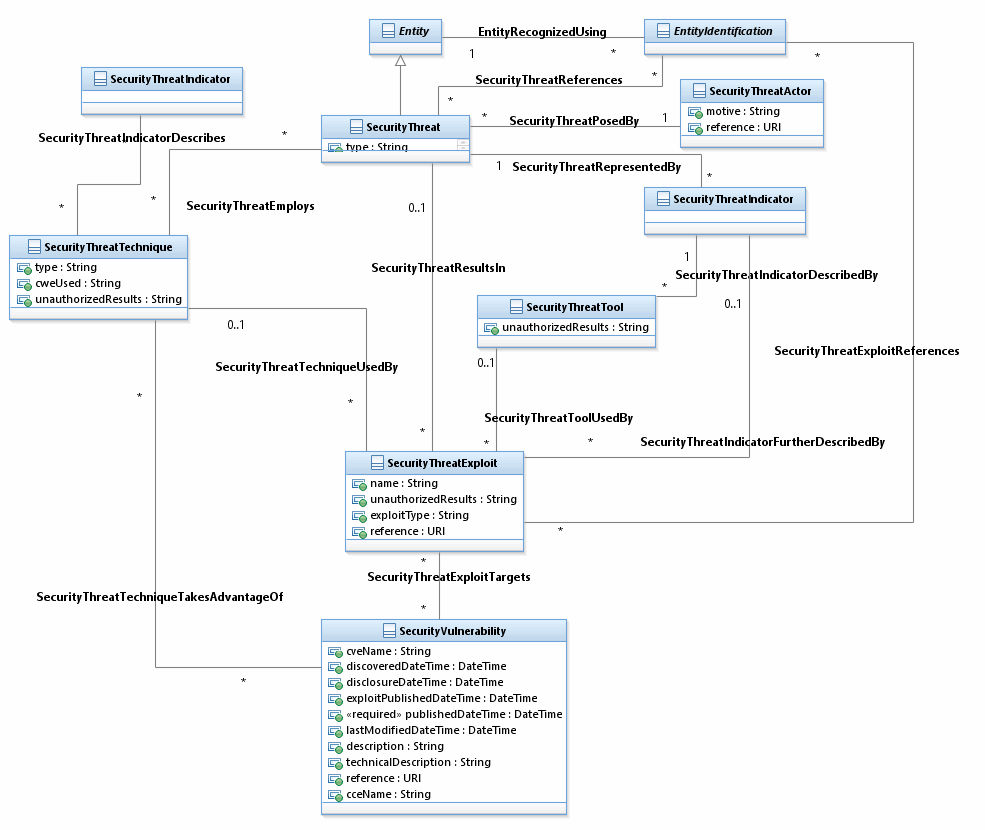 Entity
EntityRecognizedUsing
EntityIdentification
1
*
*
SecurityThreatReferences
*
*
SecurityThreatIndicator
SecurityThreatActor
motive : String
reference : URI
SecurityThreatIndicatorDescribes
*
SecurityThreat
type : String
*
SecurityThreatPosedBy
1
1
SecurityThreatRepresentedBy
*
*
*
SecurityThreatEmploys
0..1
SecurityThreatIndicator
SecurityThreatTechnique
type : String
cweUsed : String
unauthorizedResults : String
SecurityThreatResultsIn
1
SecurityThreatIndicatorDescribedBy
*
0..1
SecurityThreatTool
unauthorizedResults : String
0..1
SecurityThreatExploitReferences
SecurityThreatTechniqueUsedBy
0..1
*
*
SecurityThreatToolUsedBy
*
*
*
SecurityThreatIndicatorFurtherDescribedBy
SecurityThreatExploit
name : String
unauthorizedResults : String
exploitType : String
reference : URI
*
*
SecurityThreatExploitTargets
SecurityThreatTechniqueTakesAdvantageOf
*
SecurityVulnerability
cveName : String
discoveredDateTime : DateTime
disclosureDateTime : DateTime
exploitPublishedDateTime : DateTime
«required» publishedDateTime : DateTime
lastModifiedDateTime : DateTime
description : String
technicalDescription : String
reference : URI
cceName : String
*